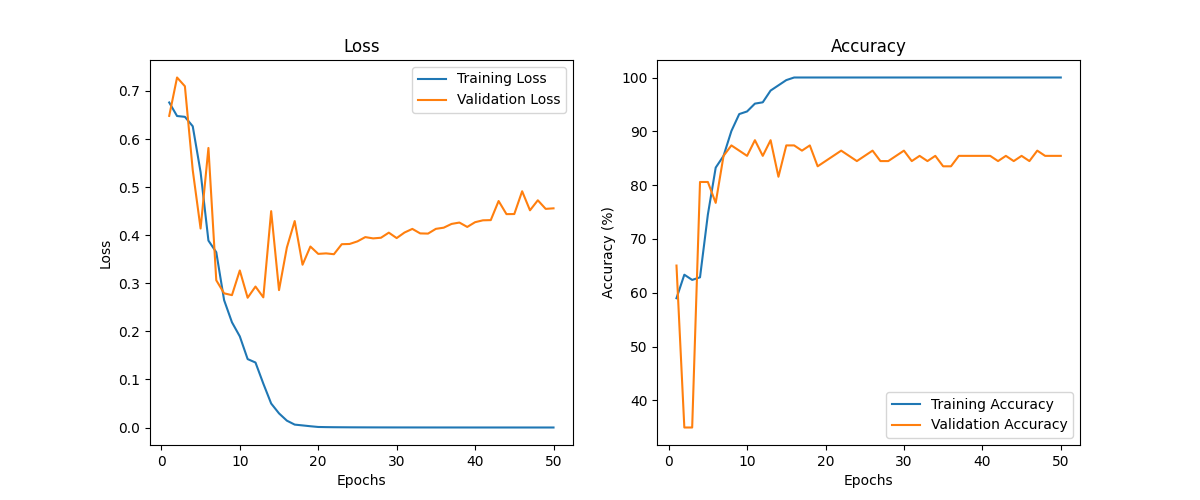 Loss
Training Loss
Validation Loss
0.7
0.6
0.5
0.4
0.3
0.2
0.1
0.0
Loss
0
10
20
30
40
50
Epochs
Accuracy
100
90
80
70
60
50
40
Accuracy (%)
Training Accuracy
Validation Accuracy
0
10
20
30
40
50
Epochs